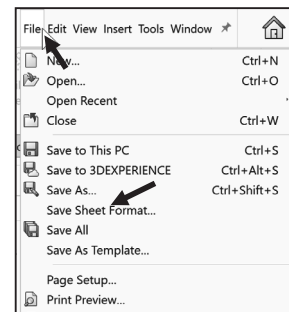 File Edit View Insert Tools Window
New... Ctrl+N
Open... Ctrl+O
Open Recent
Close Ctrl+W
Save to This PC Ctrl+S
Save to 3DEXPERIENCE Ctrl+Alt+S
Save As... Ctrl+Shift+S
Save Sheet Format...
Save All
Save As Template...
Page Setup...
Print Preview...